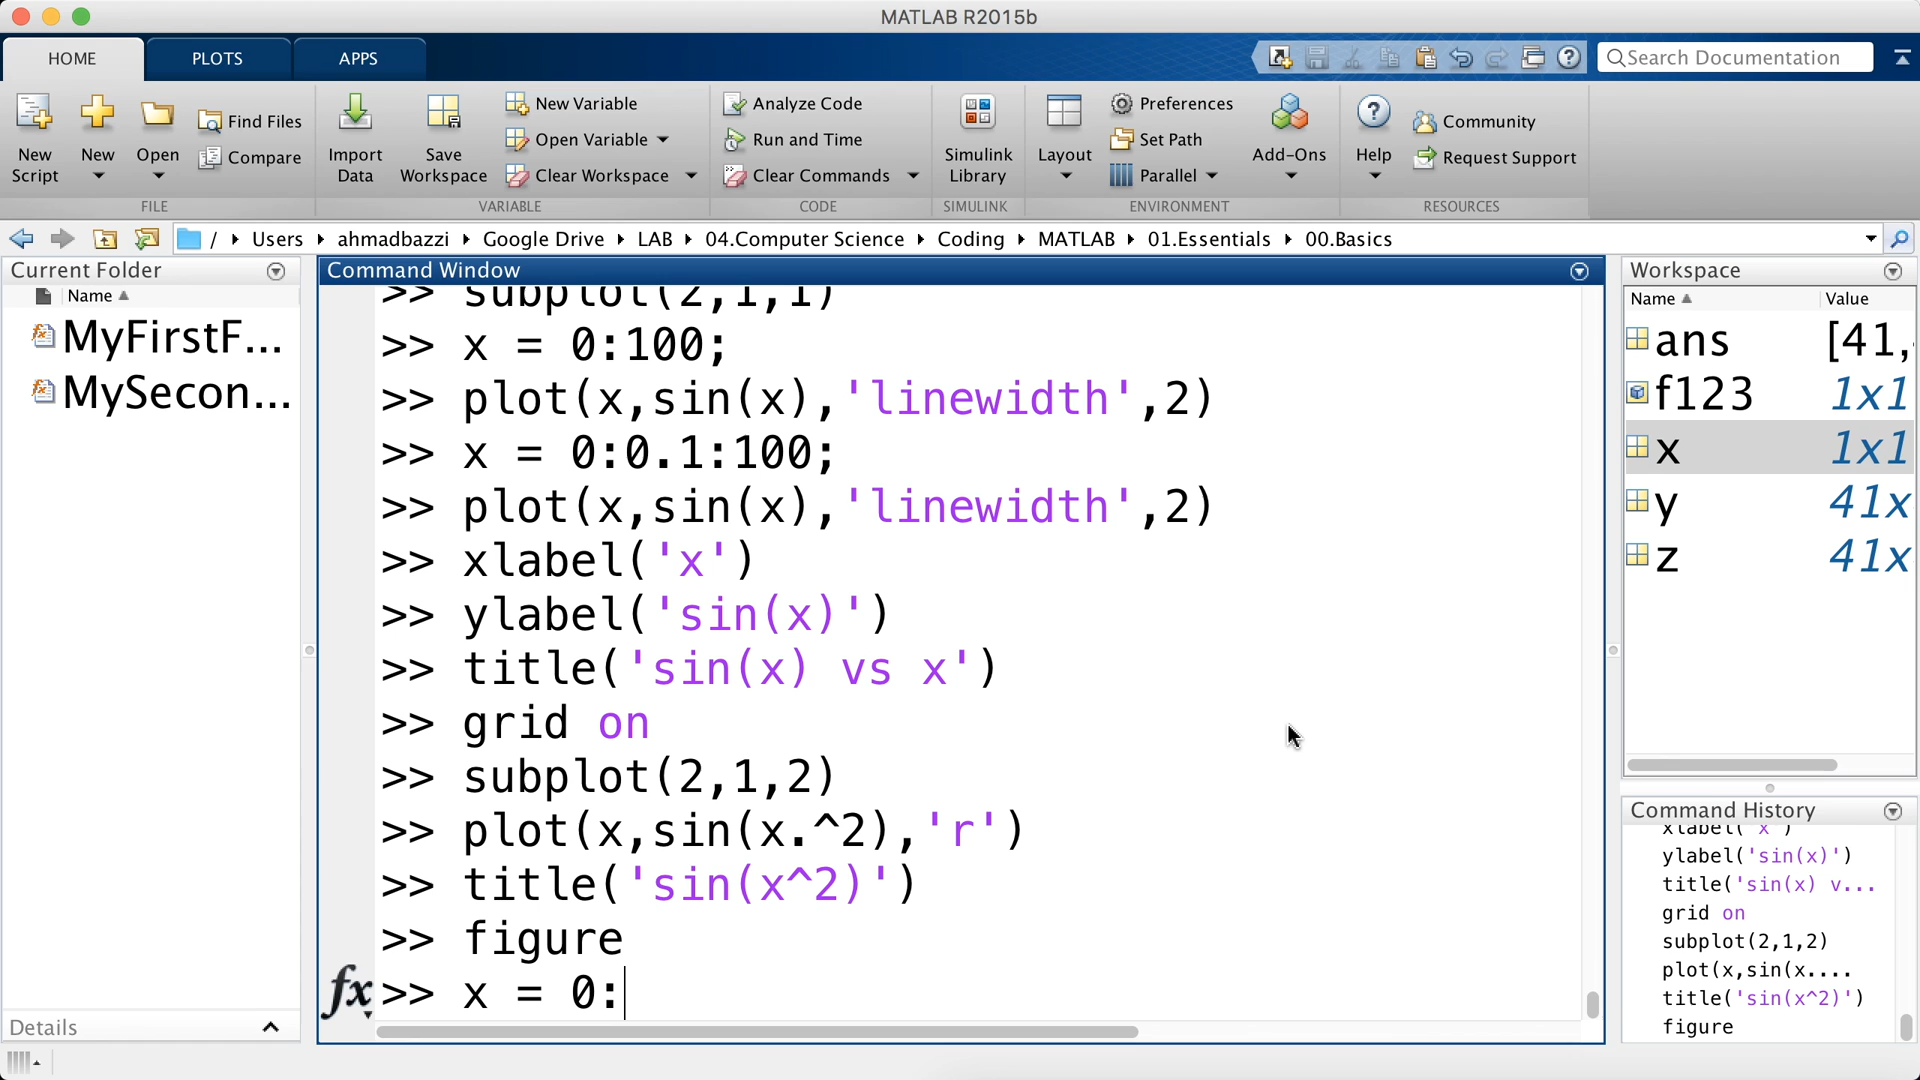 MATLAB R2015b
HOME
PLOTS
APPS
Search Documentation
New Script
New
Open
Find Files
Compare
FILE
Import Data
Save Workspace
New Variable
Open Variable
Clear Workspace
VARIABLE
Analyze Code
Run and Time
Clear Commands
CODE
Simulink Library
SIMULINK
Layout
Preferences
Set Path
Parallel
Add-Ons
ENVIRONMENT
Help
Community
Request Support
RESOURCES
/ Users ahmadbazzi Google Drive LAB 04.Computer Science Coding MATLAB 01.Essentials 00.Basics
Current Folder
Name
MyFirstF...
MySecon...
Details
Command Window
>> subplot(2,1,1)
>> x = 0:100;
>> plot(x,sin(x),'linewidth',2)
>> x = 0:0.1:100;
>> plot(x,sin(x),'linewidth',2)
>> xlabel('x')
>> ylabel('sin(x)')
>> title('sin(x) vs x')
>> grid on
>> subplot(2,1,2)
>> plot(x,sin(x.^2),'r')
>> title('sin(x^2)')
>> figure
fx >> x = 0:
Workspace
Name Value
ans [41,
f123 1x1
x 1x1
y 41x
z 41x
Command History
xlabel('x')
ylabel('sin(x)')
title('sin(x) v...
grid on
subplot(2,1,2)
plot(x,sin(x....
title('sin(x^2)')
figure